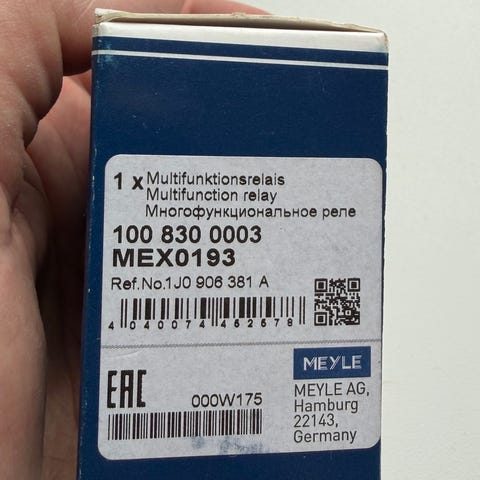 1 x Multifunktionsrelais
Multifunction relay
Многофункциональное реле
100 830 0003
MEX0193
Ref.No.1J0 906 381 A
4 040074 452578
EAC
000W175
MEYLE
MEYLE AG,
Hamburg
22143,
Germany